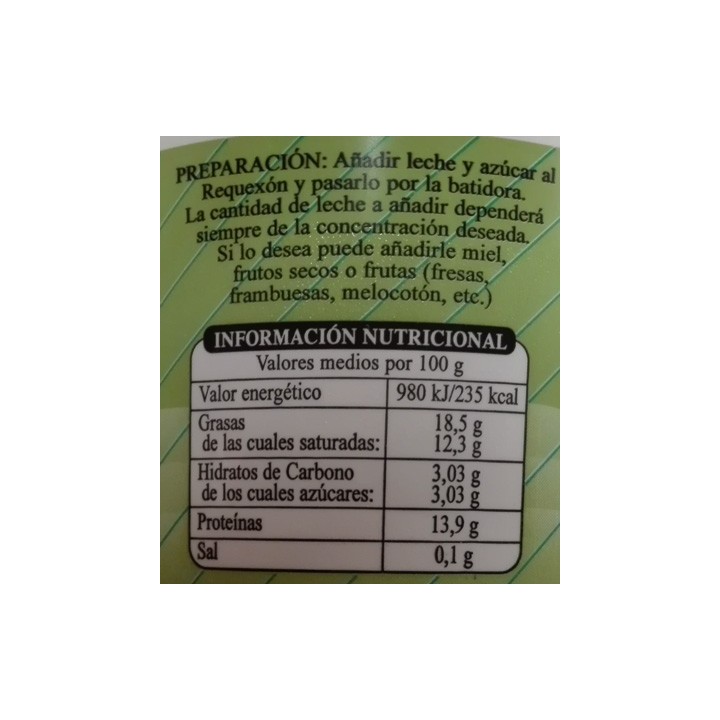 PREPARACIÓN: Añadir leche y azúcar al
Requexón y pasarlo por la batidora.
La cantidad de leche a añadir dependerá
siempre de la concentración deseada.
Si lo desea puede añadirle miel,
frutos secos o frutas (fresas,
frambuesas, melocotón, etc.)
INFORMACIÓN NUTRICIONAL
Valores medios por 100 g
Valor energético 980 kJ/235 kcal
Grasas 18,5 g
de las cuales saturadas: 12,3 g
Hidratos de Carbono 3,03 g
de los cuales azúcares: 3,03 g
Proteínas 13,9 g
Sal 0,1 g